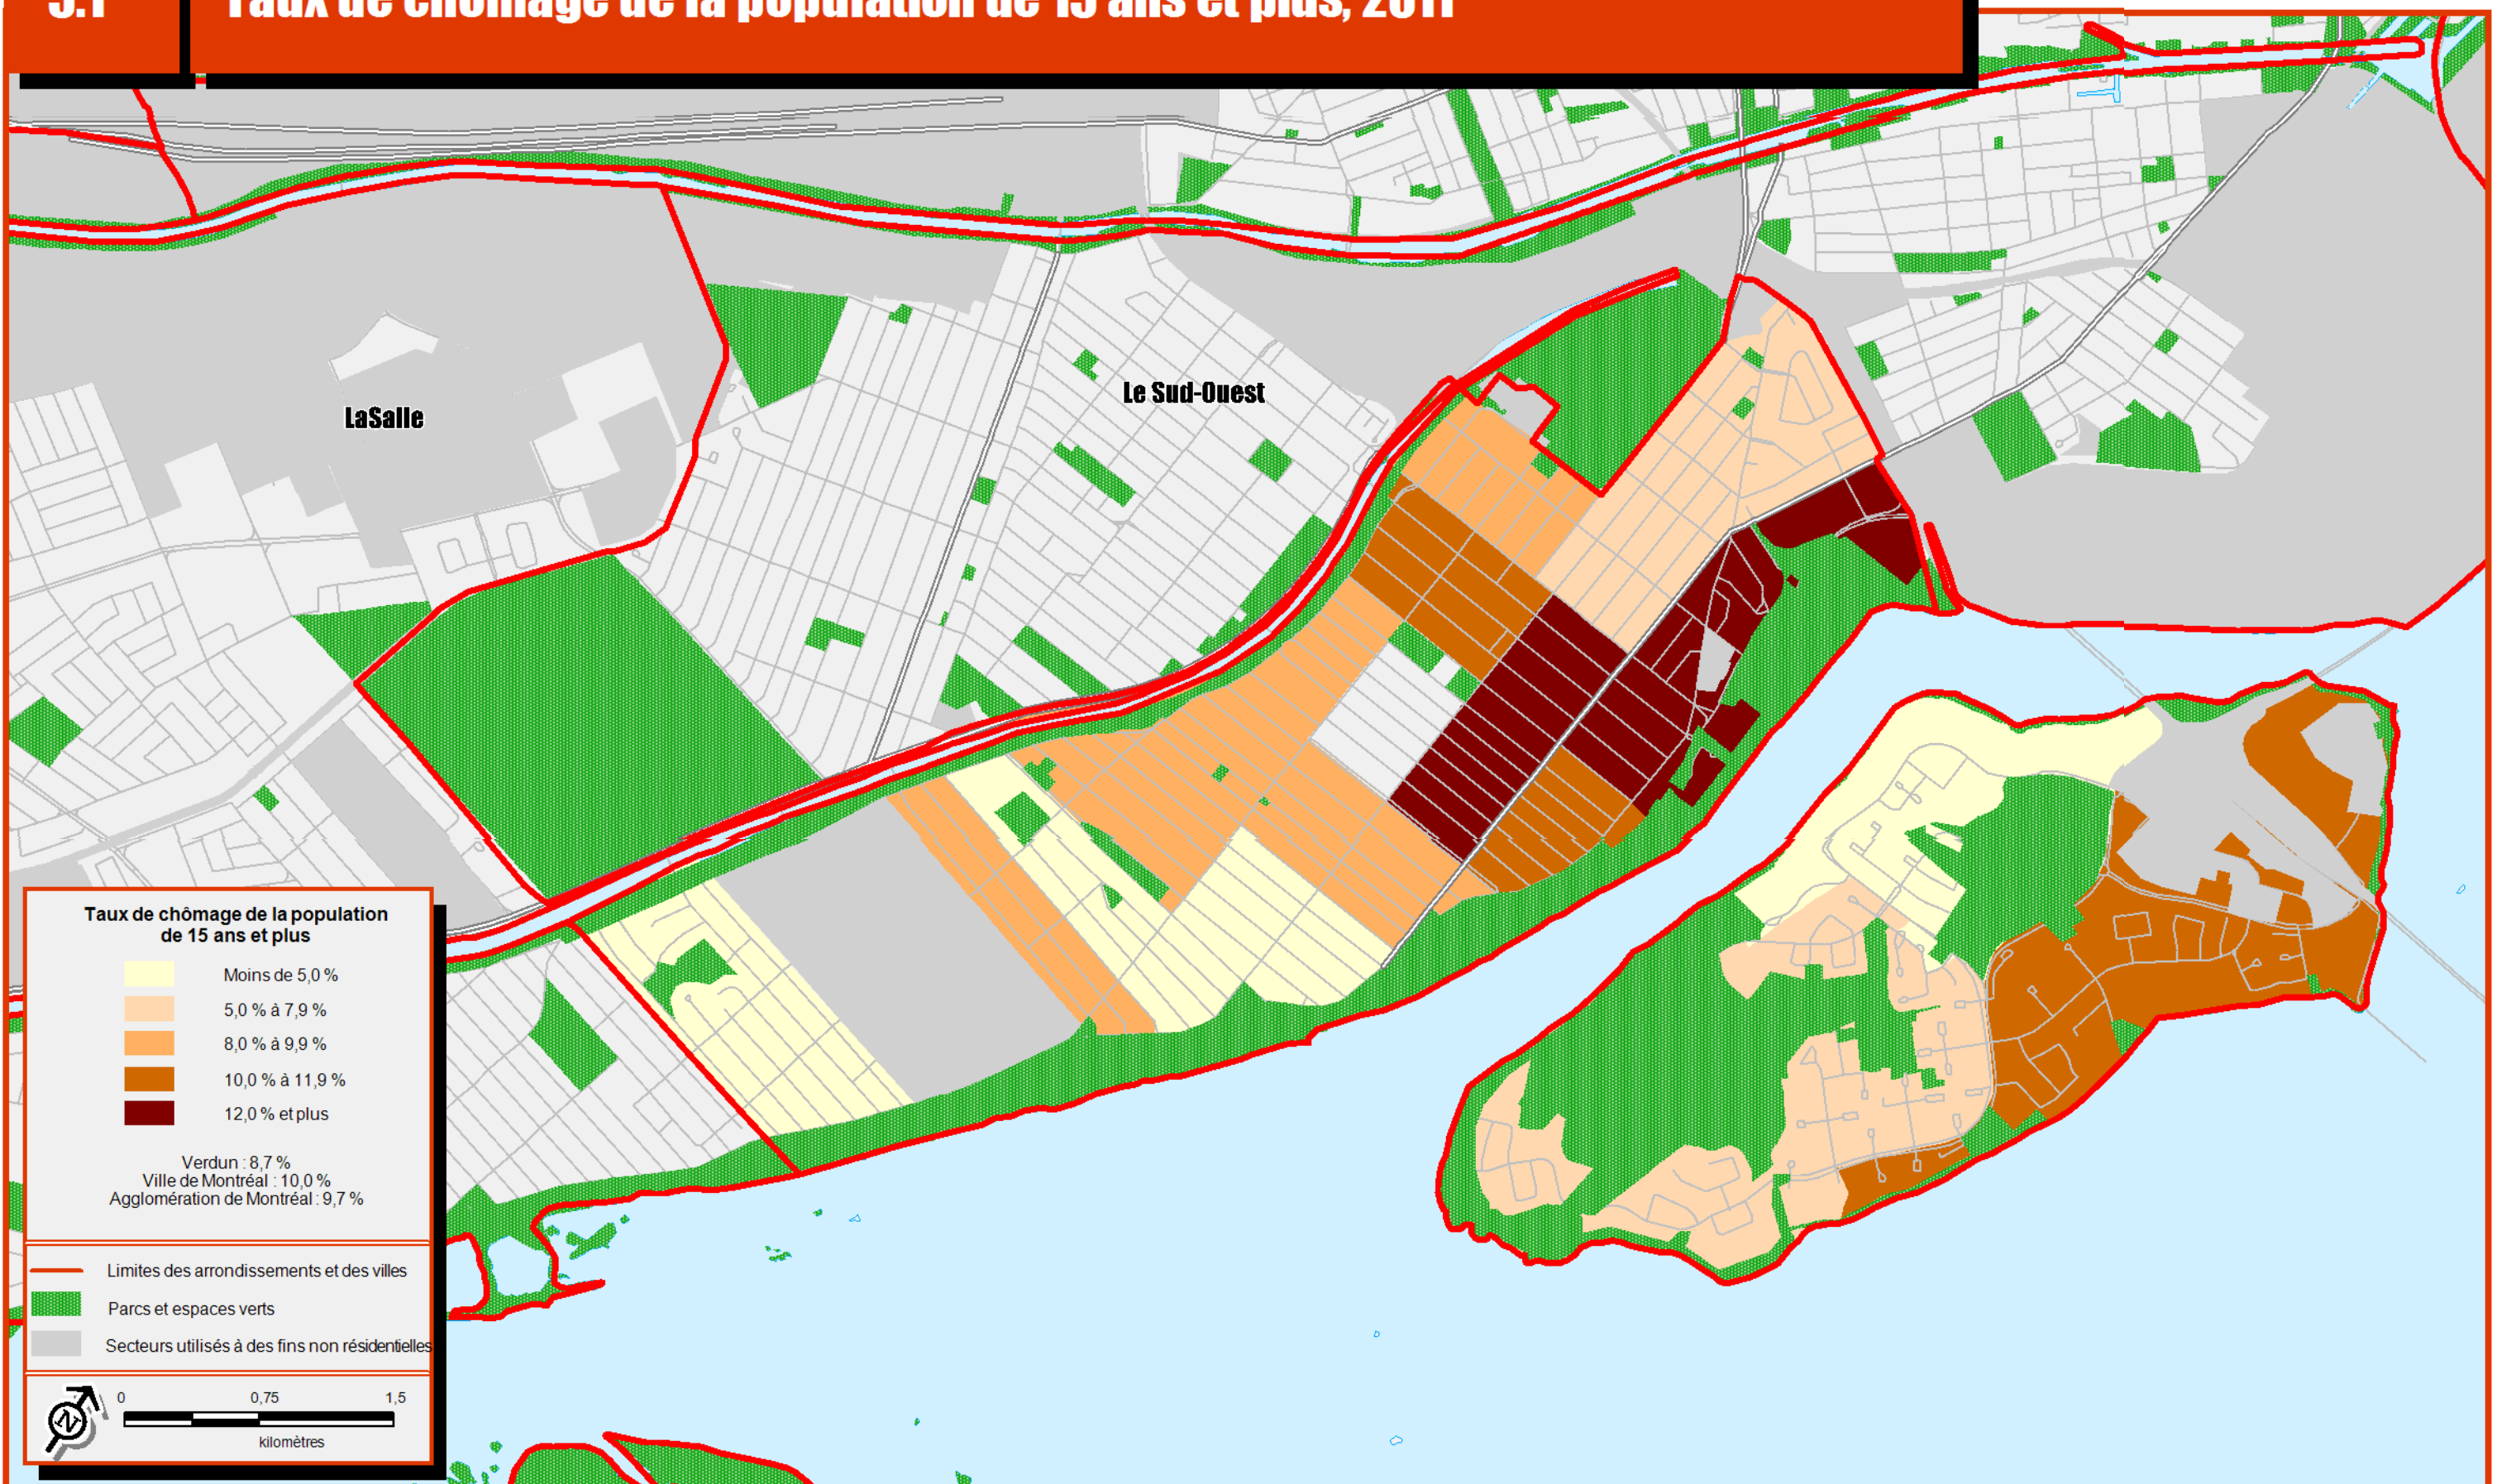 5.1
Taux de chômage de la population de 15 ans et plus, 2011
LaSalle
Le Sud-Ouest
Taux de chômage de la population
de 15 ans et plus
Moins de 5,0 %
5,0 % à 7,9 %
8,0 % à 9,9 %
10,0 % à 11,9 %
12,0 % et plus
Verdun : 8,7 %
Ville de Montréal : 10,0 %
Agglomération de Montréal : 9,7 %
Limites des arrondissements et des villes
Parcs et espaces verts
Secteurs utilisés à des fins non résidentielles
N
0 0,75 1,5
kilomètres